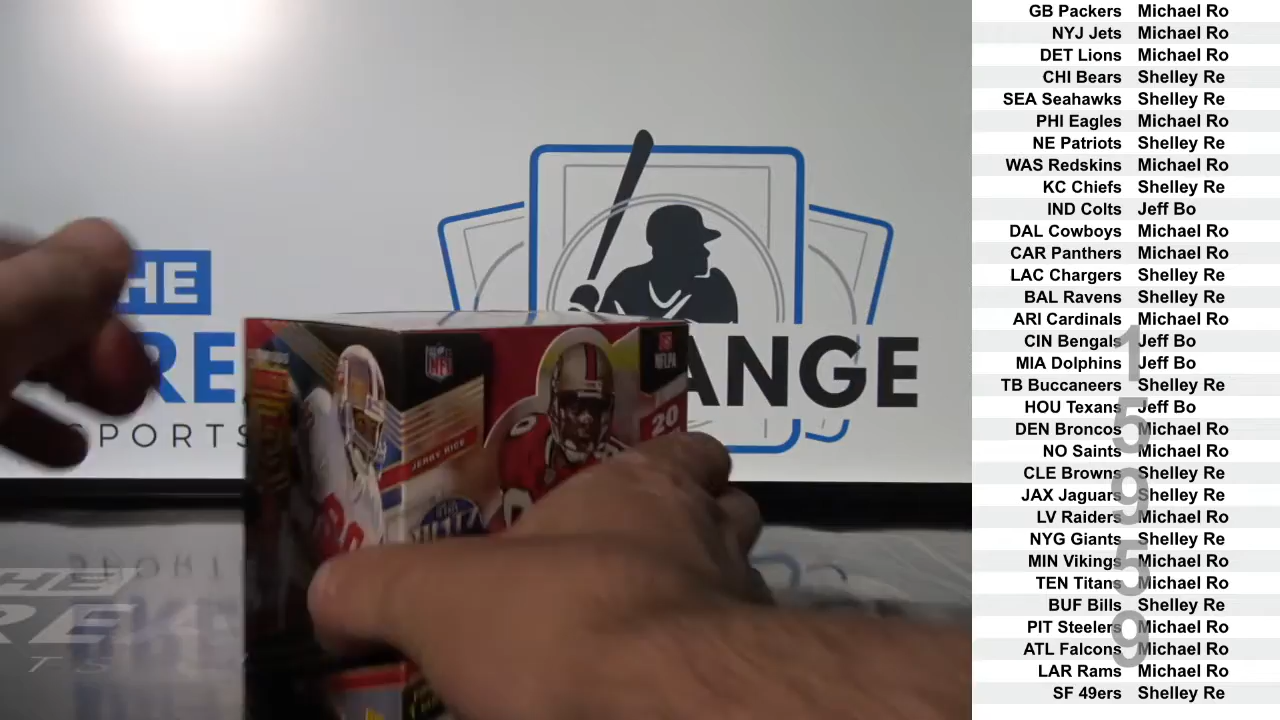 GB Packers Michael Ro
NYJ Jets Michael Ro
DET Lions Michael Ro
CHI Bears Shelley Re
SEA Seahawks Shelley Re
PHI Eagles Michael Ro
NE Patriots Shelley Re
WAS Redskins Michael Ro
KC Chiefs Shelley Re
IND Colts Jeff Bo
DAL Cowboys Michael Ro
CAR Panthers Michael Ro
LAC Chargers Shelley Re
BAL Ravens Shelley Re
ARI Cardinals Michael Ro
CIN Bengals Jeff Bo
MIA Dolphins Jeff Bo
TB Buccaneers Shelley Re
HOU Texans Jeff Bo
DEN Broncos Michael Ro
NO Saints Michael Ro
CLE Browns Shelley Re
JAX Jaguars Shelley Re
LV Raiders Michael Ro
NYG Giants Shelley Re
MIN Vikings Michael Ro
TEN Titans Michael Ro
BUF Bills Shelley Re
PIT Steelers Michael Ro
ATL Falcons Michael Ro
LAR Rams Michael Ro
SF 49ers Shelley Re
15959
HE
RE
ANGE
SPORTS
NFL
NFLPA
JERRY RICE
20
HE
RE
TS